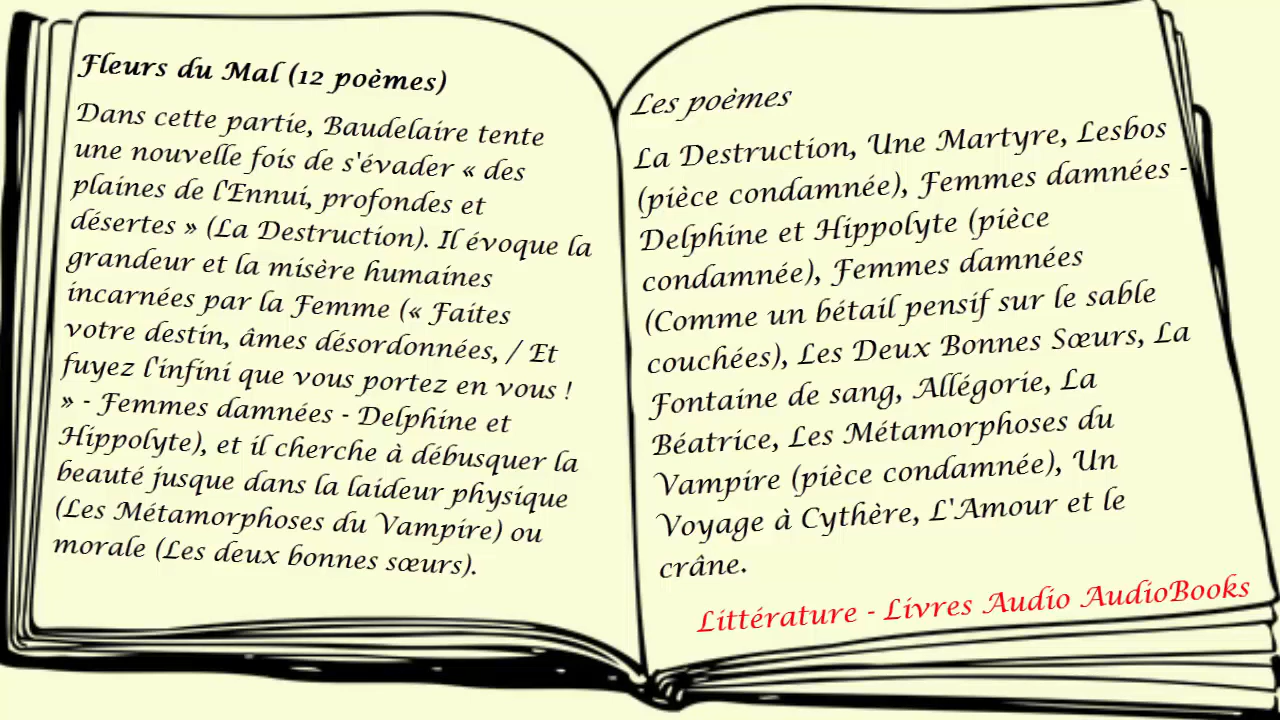 Fleurs du Mal (12 poèmes)
Dans cette partie, Baudelaire tente
une nouvelle fois de s'évader « des
plaines de l'Ennui, profondes et
désertes » (La Destruction). Il évoque la
grandeur et la misère humaines
incarnées par la Femme (« Faites
votre destin, âmes désordonnées, / Et
fuyez l'infini que vous portez en vous !
» - Femmes damnées - Delphine et
Hippolyte), et il cherche à débusquer la
beauté jusque dans la laideur physique
(Les Métamorphoses du Vampire) ou
morale (Les deux bonnes sœurs).
Les poèmes
La Destruction, Une Martyre, Lesbos
(pièce condamnée), Femmes damnées -
Delphine et Hippolyte (pièce
condamnée), Femmes damnées
(Comme un bétail pensif sur le sable
couchées), Les Deux Bonnes Sœurs, La
Fontaine de sang, Allégorie, La
Béatrice, Les Métamorphoses du
Vampire (pièce condamnée), Un
Voyage à Cythère, L'Amour et le
crâne.
Littérature - Livres Audio AudioBooks